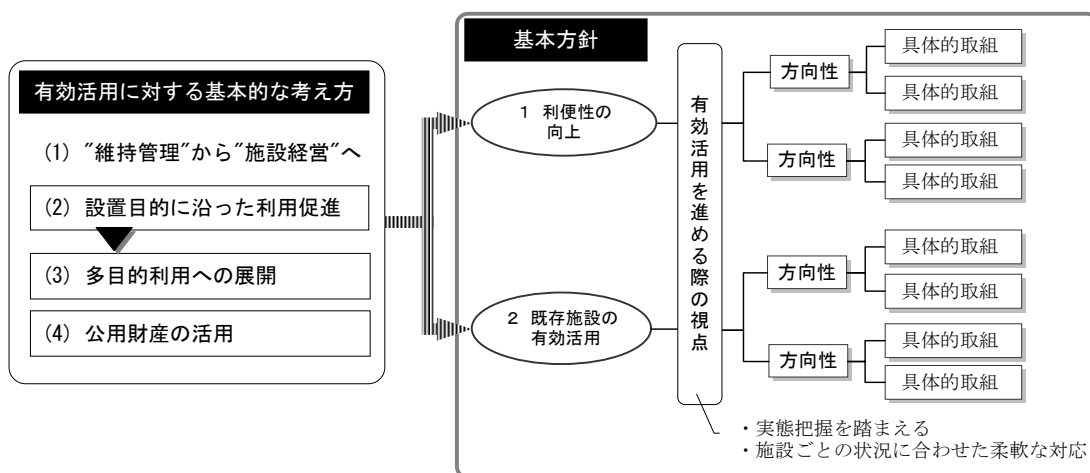 有効活用に対する基本的な考え方
(1) ″維持管理″から″施設経営″へ
(2) 設置目的に沿った利用促進
(3) 多目的利用への展開
(4) 公用財産の活用
基本方針
1 利便性の
向上
2 既存施設の
有効活用
有効活用を進める際の視点
方向性
具体的取組
具体的取組
方向性
具体的取組
具体的取組
方向性
具体的取組
具体的取組
方向性
具体的取組
具体的取組
・実態把握を踏まえる
・施設ごとの状況に合わせた柔軟な対応